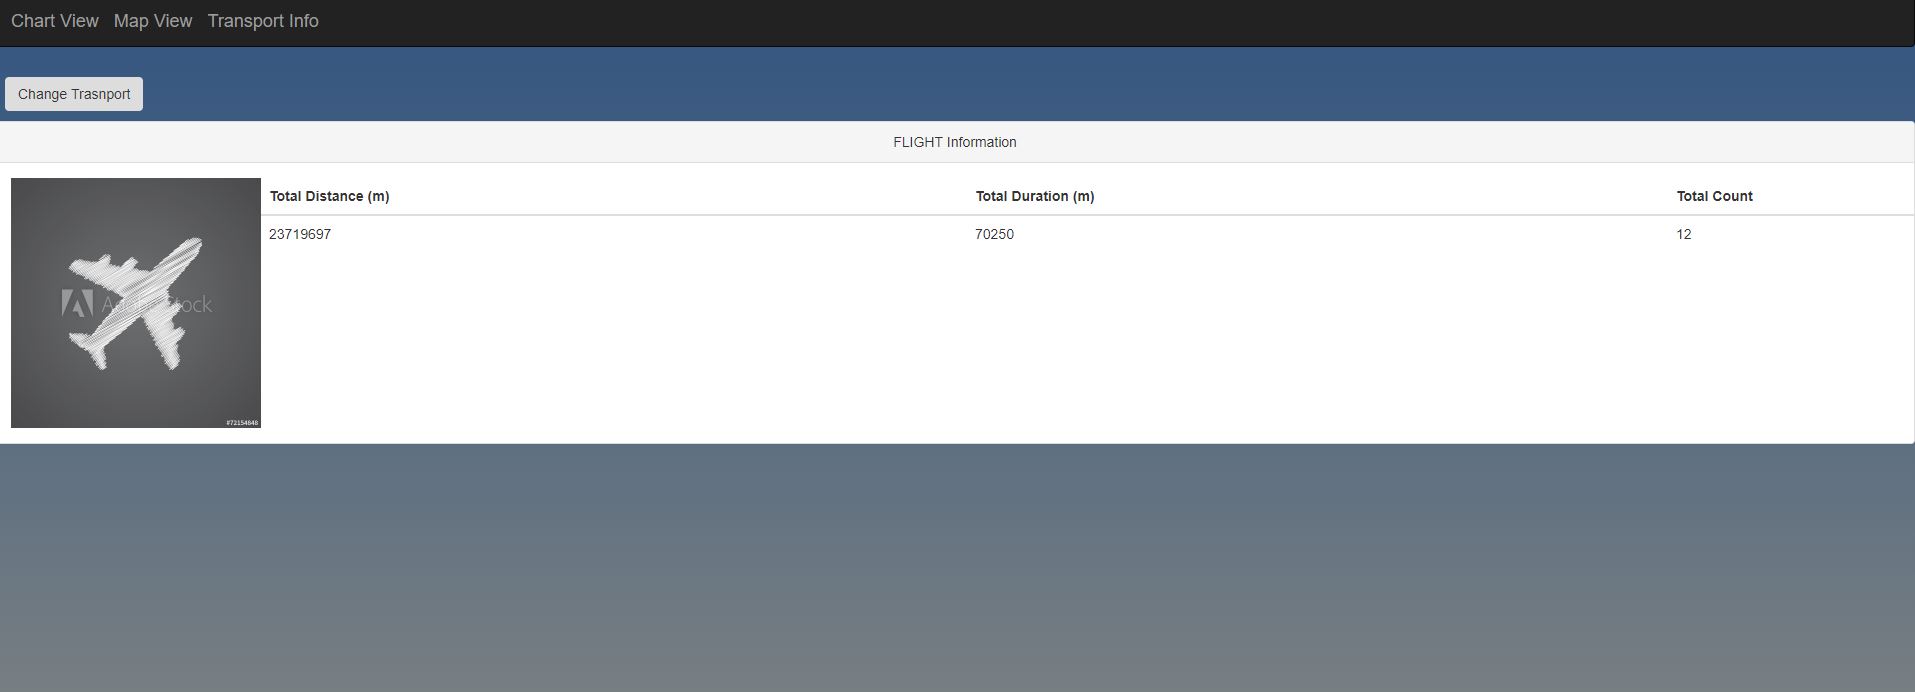 Chart View Map View Transport Info
Change Trasnport
FLIGHT Information
Total Distance (m) Total Duration (m) Total Count
23719697 70250 12
Adobe Stock
#72154848